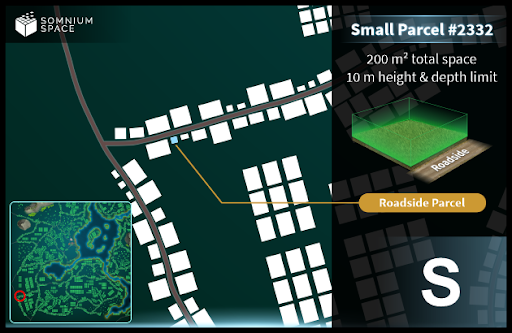 SOMNIUM
SPACE
Small Parcel #2332
200 m² total space
10 m height & depth limit
Roadside
Roadside Parcel
S